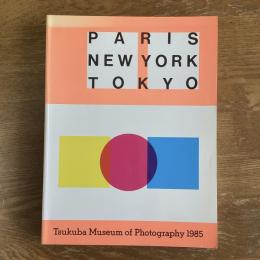 PARIS
NEW YORK
TOKYO
Tsukuba Museum of Photography 1985